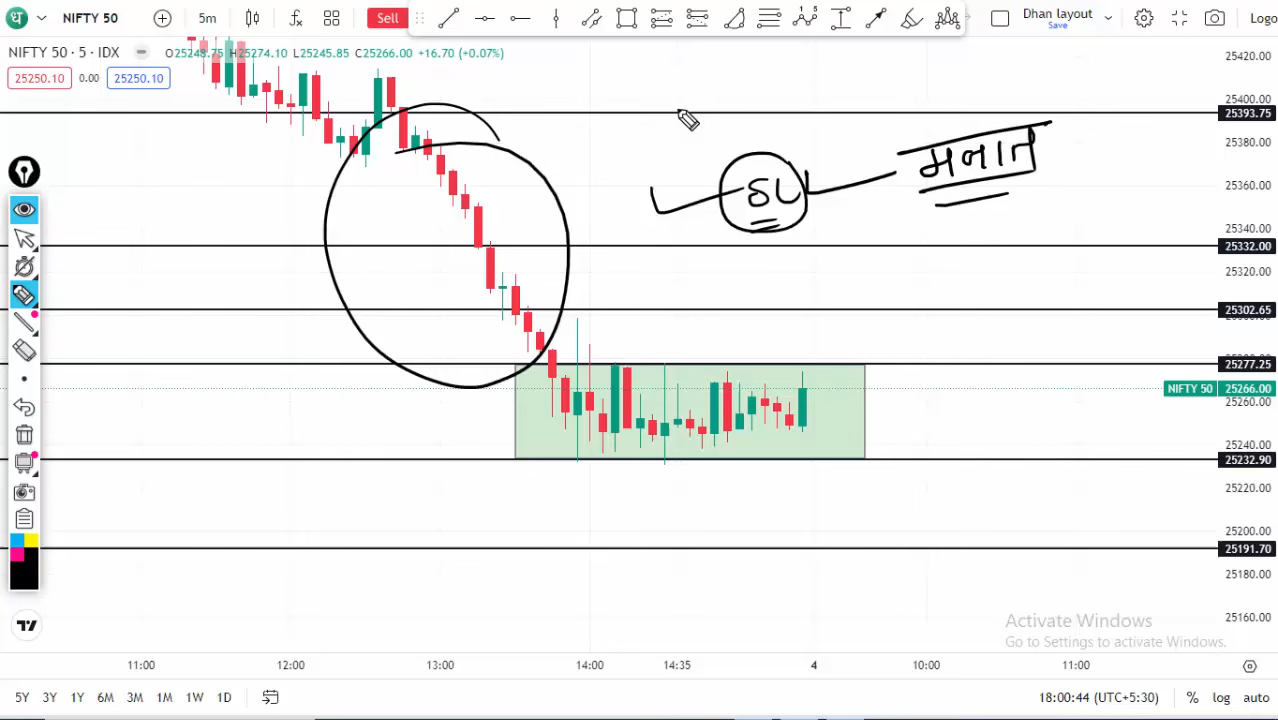 NIFTY 50
5m
Sell
Dhan layout
Save
Logo
NIFTY 50 · 5 · IDX
O25248.75 H25274.10 L25245.85 C25266.00 +16.70 (+0.07%)
25250.10 0.00 25250.10
25420.00
25400.00
25393.75
25380.00
25360.00
25340.00
25332.00
25320.00
25302.65
25277.25
NIFTY 50 25266.00
25260.00
25240.00
25232.90
25220.00
25200.00
25191.70
25180.00
25160.00
Activate Windows
Go to Settings to activate Windows.
11:00 12:00 13:00 14:00 14:35 4 10:00 11:00
5Y 3Y 1Y 6M 3M 1M 1W 1D
18:00:44 (UTC+5:30) % log auto